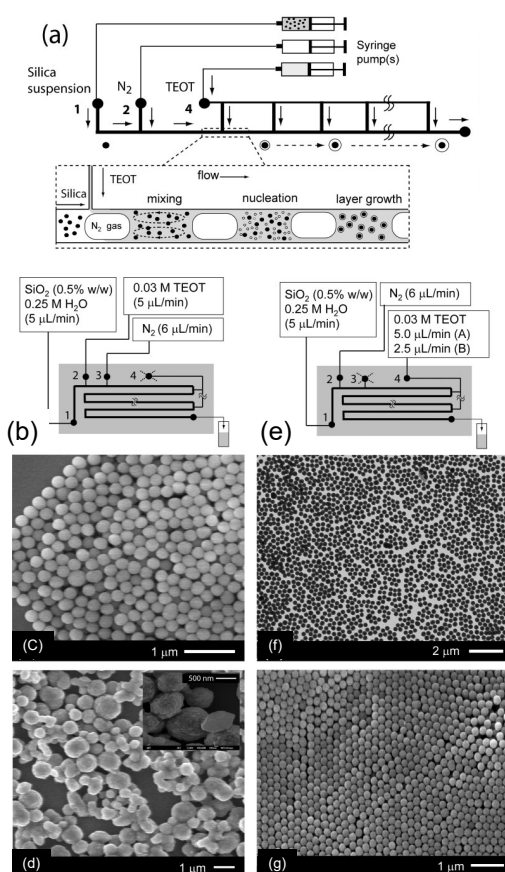 (a)
Syringe
pump(s)
Silica
suspension
N2
TEOT
1
2
4
Silica
TEOT
flow
mixing
nucleation
layer growth
N2 gas
SiO2 (0.5% w/w)
0.25 M H2O
(5 µL/min)
0.03 M TEOT
(5 µL/min)
N2 (6 µL/min)
2
3
4
1
(b)
SiO2 (0.5% w/w)
0.25 M H2O
(5 µL/min)
N2 (6 µL/min)
0.03 M TEOT
5.0 µL/min (A)
2.5 µL/min (B)
2
3
4
1
(e)
(C)
1 µm
(f)
2 µm
500 nm
(d)
1 µm
(g)
1 µm